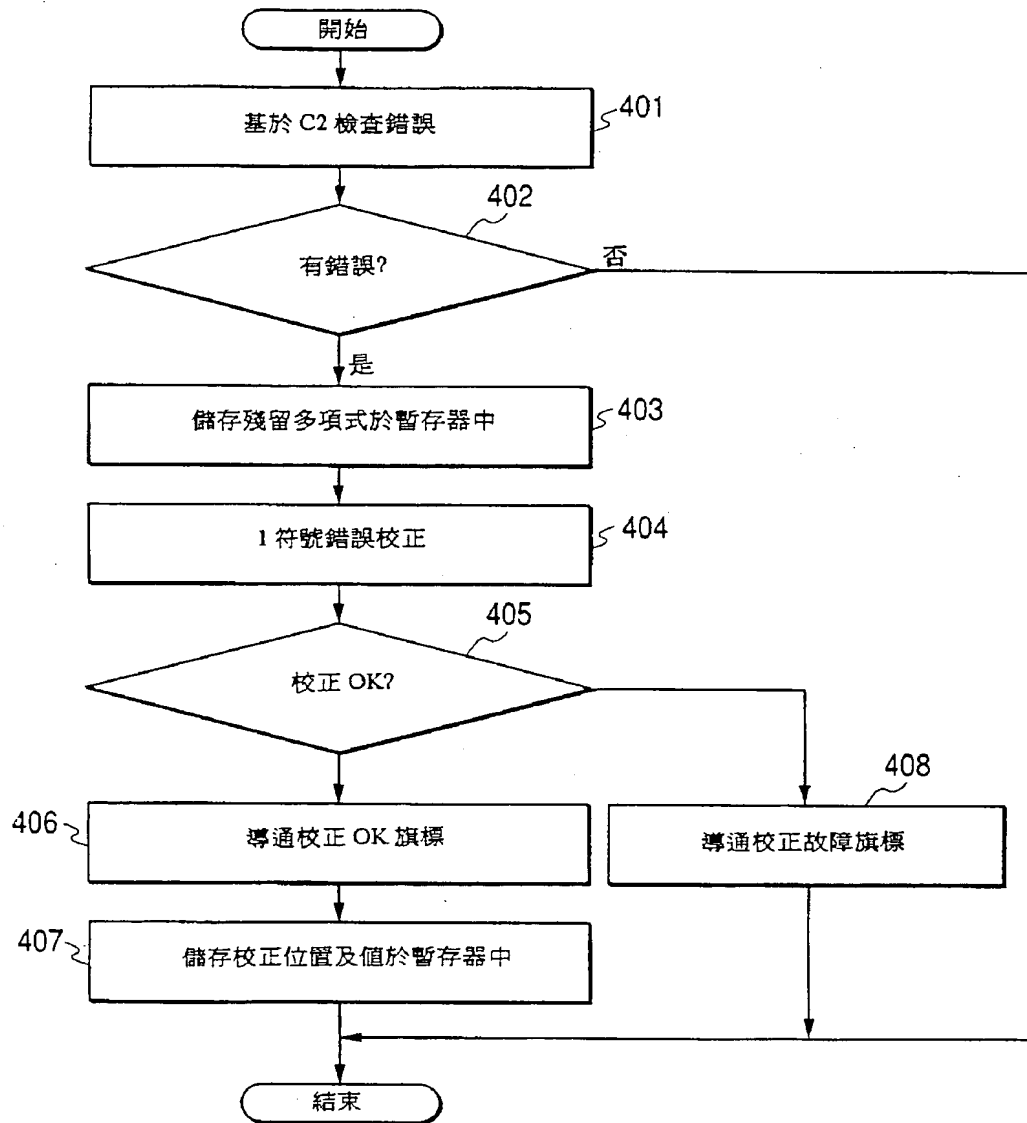 開始
基於 C2 檢查錯誤
401
402
有錯誤?
否
是
儲存殘留多項式於暫存器中
403
1 符號錯誤校正
404
405
校正 OK?
406
導通校正 OK 旗標
408
導通校正故障旗標
407
儲存校正位置及值於暫存器中
結束